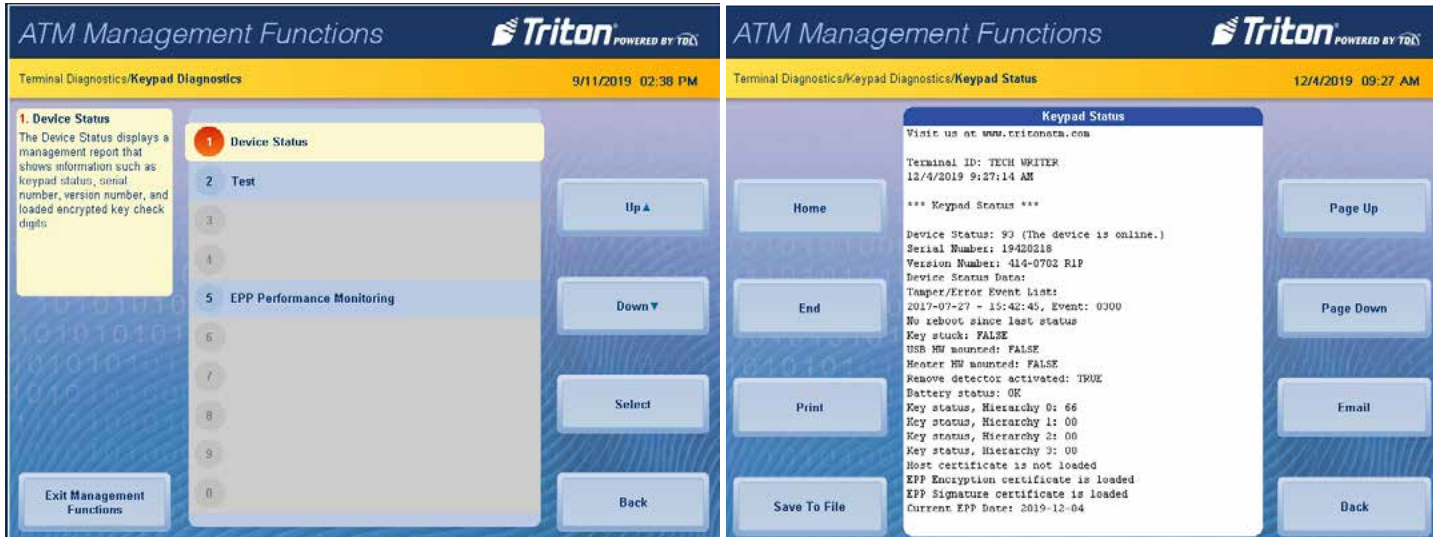 ATM Management Functions
Triton POWERED BY TDL
Terminal Diagnostics/Keypad Diagnostics
9/11/2019 02:38 PM
1. Device Status
The Device Status displays a
management report that
shows information such as
keypad status, serial
number, version number, and
loaded encrypted key check
digits
1 Device Status
2 Test
3
4
5 EPP Performance Monitoring
6
7
8
9
0
Up▲
Down▼
Select
Back
Exit Management
Functions
ATM Management Functions
Triton POWERED BY TDL
Terminal Diagnostics/Keypad Diagnostics/Keypad Status
12/4/2019 09:27 AM
Home
End
Print
Save To File
Keypad Status
Visit us at www.tritonatm.com
Terminal ID: TECH WRITER
12/4/2019 9:27:14 AM
*** Keypad Status ***
Device Status: 93 (The device is online.)
Serial Number: 19420218
Version Number: 414-0702 R1P
Device Status Data:
Tamper/Error Event List:
2017-07-27 - 15:42:45, Event: 0300
No reboot since last status
Key stuck: FALSE
USB HW mounted: FALSE
Heater HW mounted: FALSE
Remove detector activated: TRUE
Battery status: OK
Key status, Hierarchy 0: 66
Key status, Hierarchy 1: 00
Key status, Hierarchy 2: 00
Key status, Hierarchy 3: 00
Host certificate is not loaded
EPP Encryption certificate is loaded
EPP Signature certificate is loaded
Current EPP Date: 2019-12-04
Page Up
Page Down
Email
Back